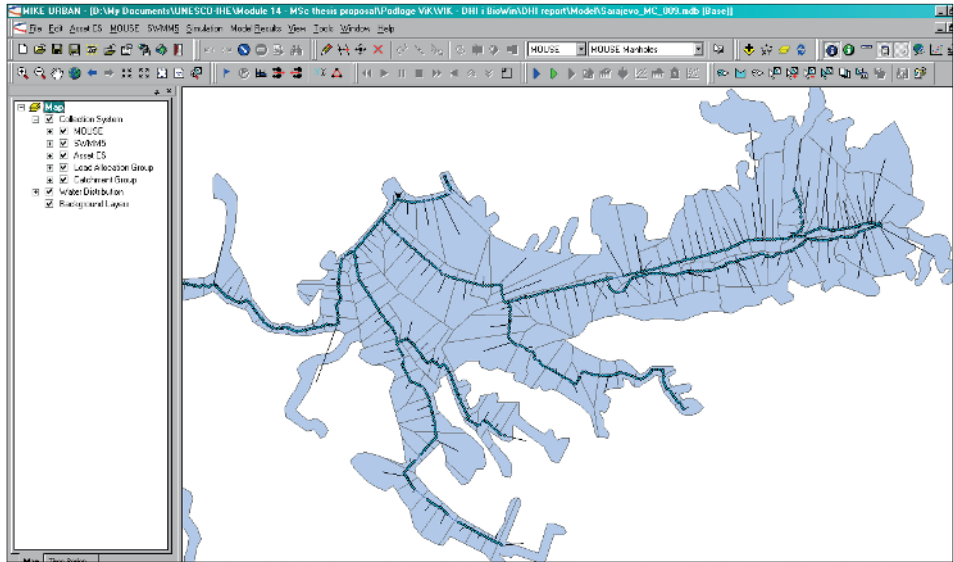 MIKE URBAN - [D:\My Documents\UNESCO-IHE\Module 14 - MSc thesis proposal\Podloge ViK\VIK - DHI i BioWin\DHI report\Model\Sarajevo_MC_009.mdb [Base]]
File Edit Asset ES MOUSE SWMM5 Simulation Model Results View Tools Window Help
MOUSE MOUSE Manholes
Map
Collection System
MOUSE
SWMM5
Asset ES
Load Allocation Group
Catchment Group
Water Distribution
Background Layers
Map